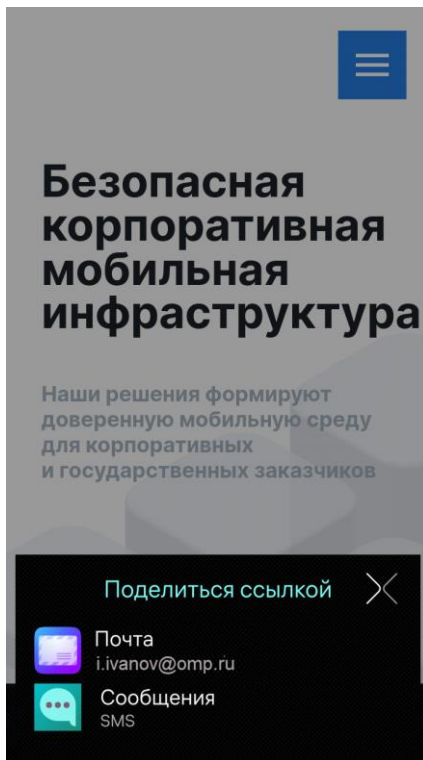 Безопасная
корпоративная
мобильная
инфраструктура
Наши решения формируют
доверенную мобильную среду
для корпоративных
и государственных заказчиков
Поделиться ссылкой
Почта
i.ivanov@omp.ru
Сообщения
SMS